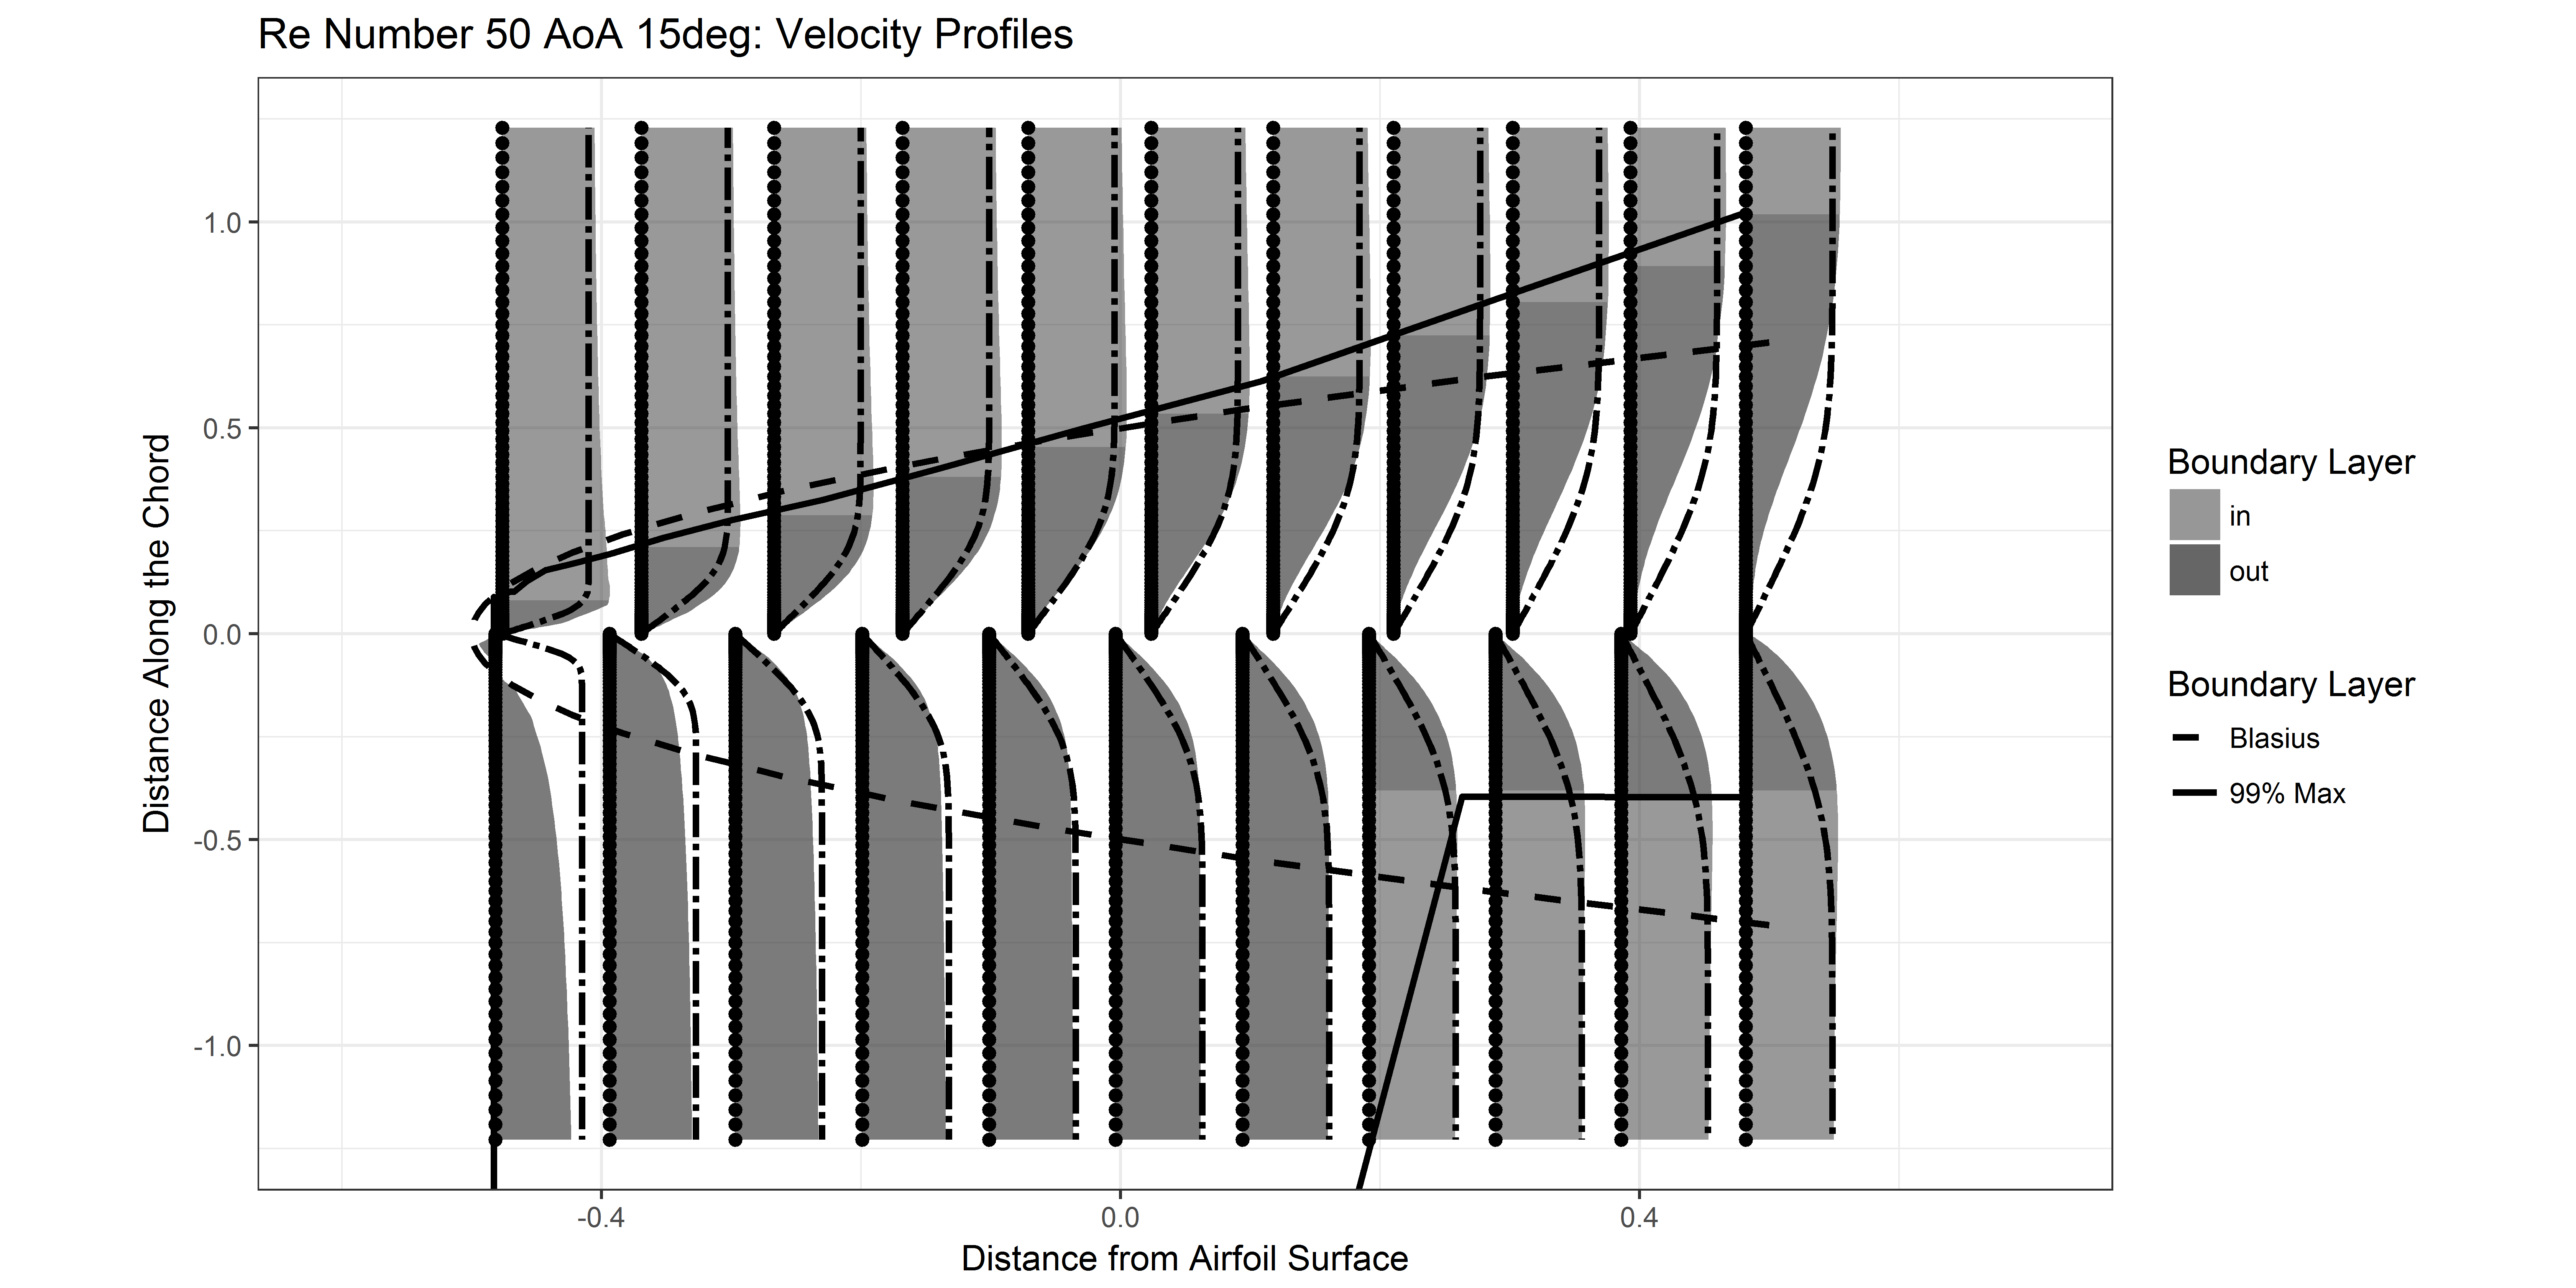 Re Number 50 AoA 15deg: Velocity Profiles
Distance Along the Chord
1.0
0.5
0.0
-0.5
-1.0
-0.4
0.0
0.4
Distance from Airfoil Surface
Boundary Layer
in
out
Boundary Layer
Blasius
99% Max